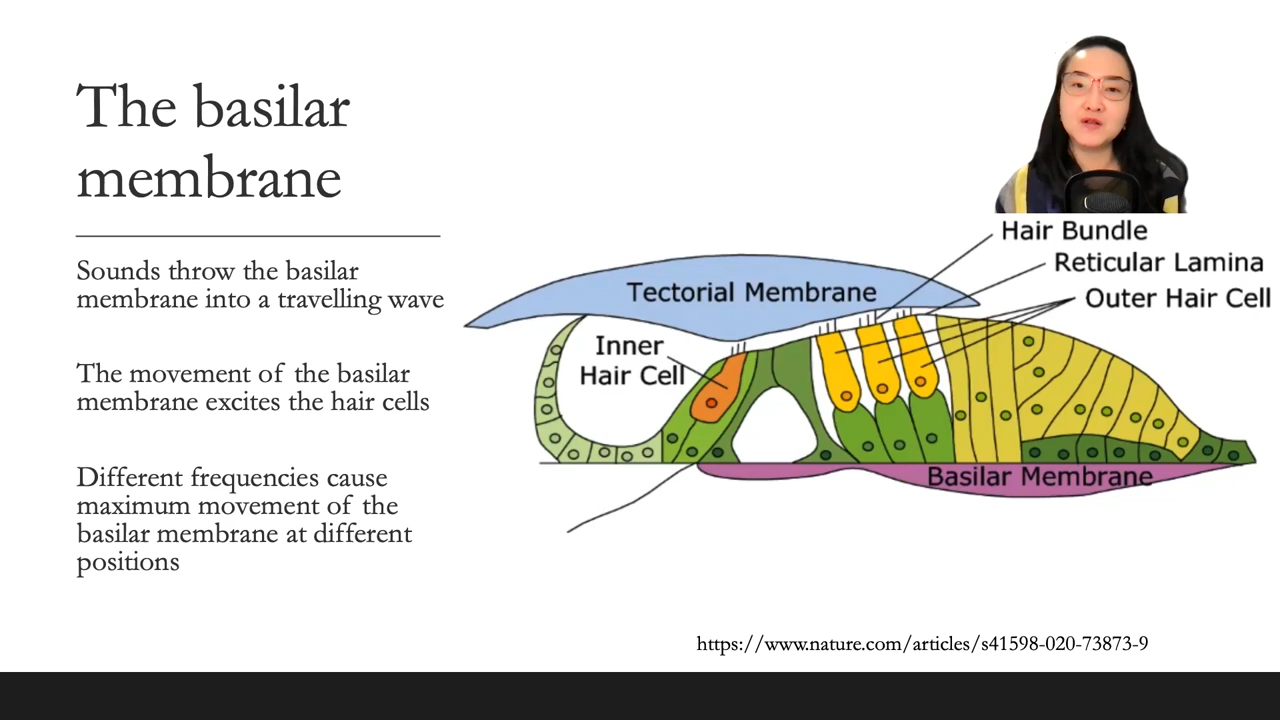 The basilar
membrane
Sounds throw the basilar
membrane into a travelling wave
The movement of the basilar
membrane excites the hair cells
Different frequencies cause
maximum movement of the
basilar membrane at different
positions
Hair Bundle
Reticular Lamina
Outer Hair Cell
Tectorial Membrane
Inner
Hair Cell
Basilar Membrane
https://www.nature.com/articles/s41598-020-73873-9